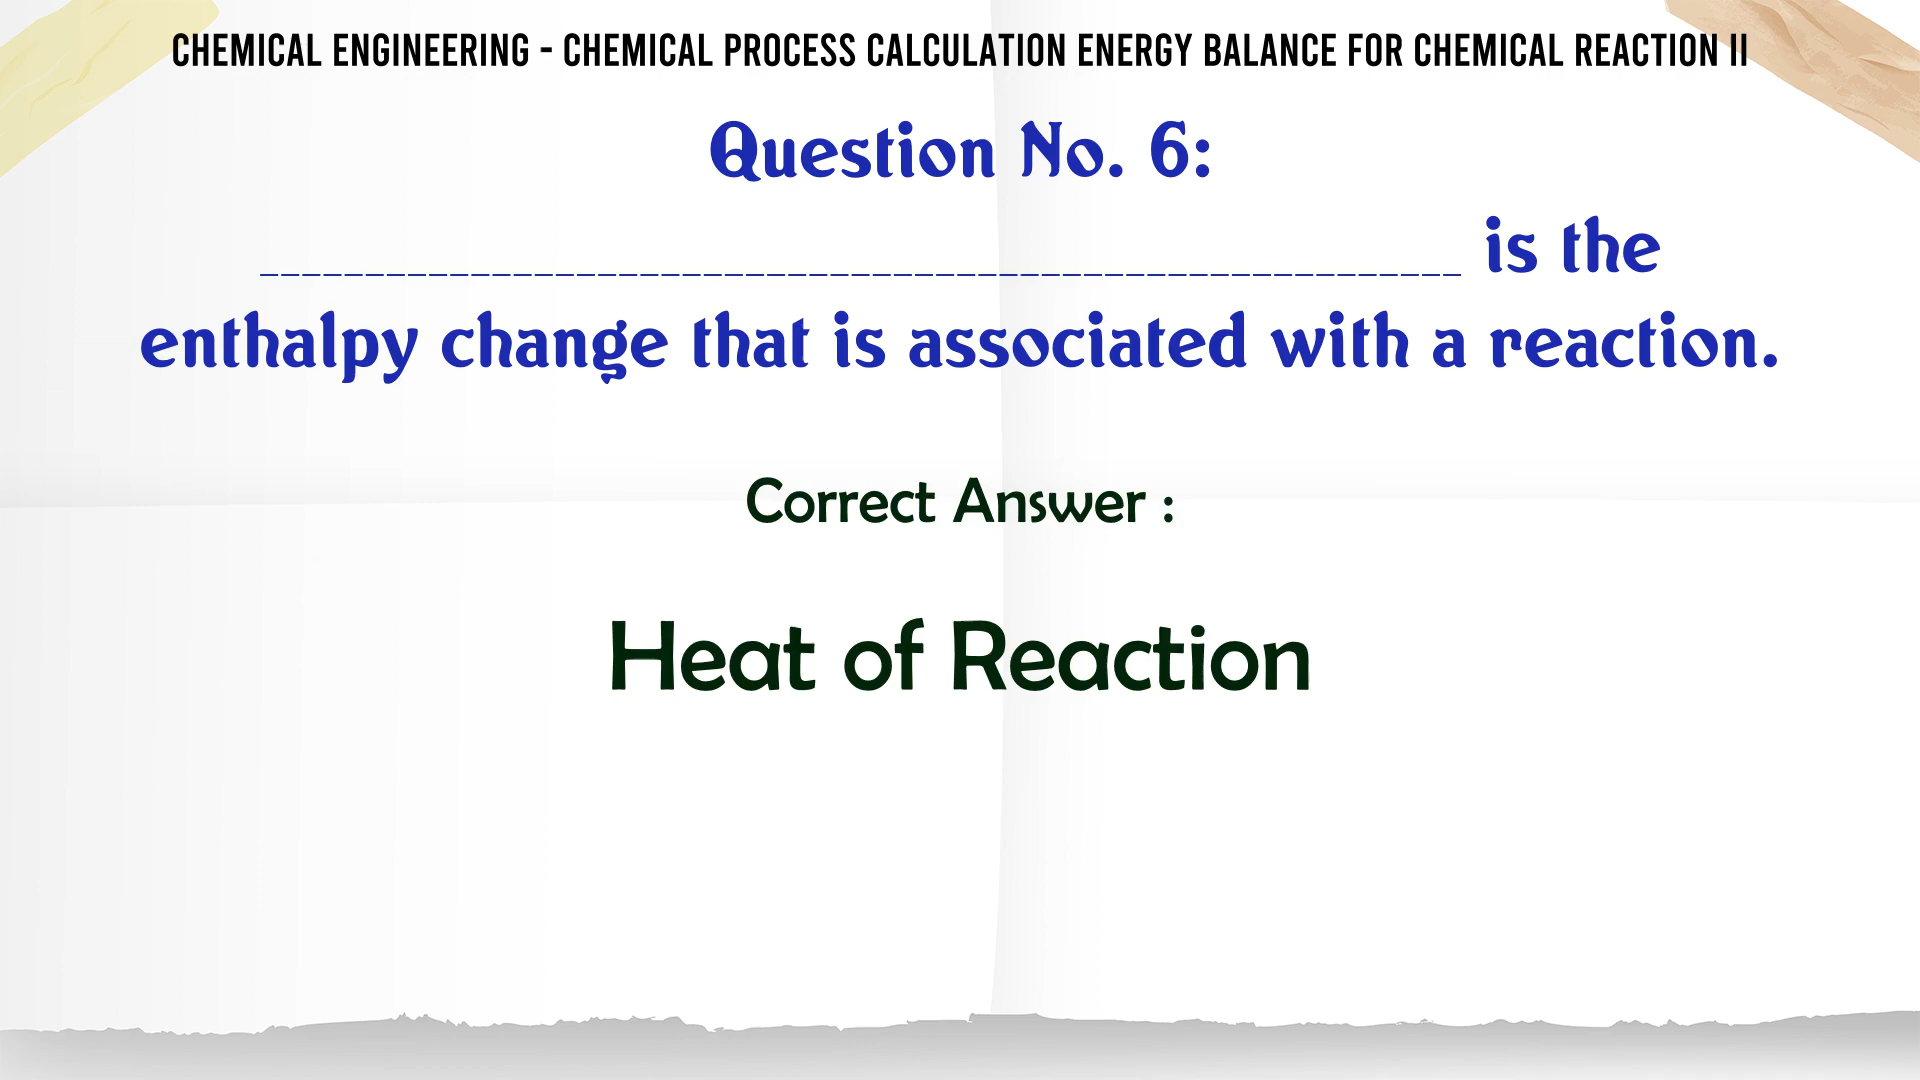 CHEMICAL ENGINEERING - CHEMICAL PROCESS CALCULATION ENERGY BALANCE FOR CHEMICAL REACTION II
Question No. 6:
_________________________________________________________ is the
enthalpy change that is associated with a reaction.
Correct Answer :
Heat of Reaction